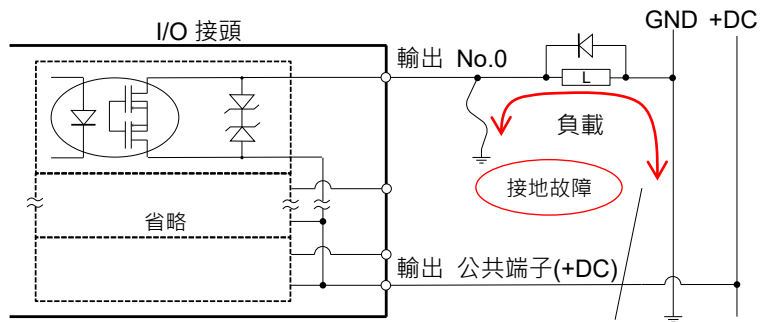 GND +DC
I/O 接頭
輸出 No.0
L
負載
接地故障
省略
輸出 公共端子(+DC)